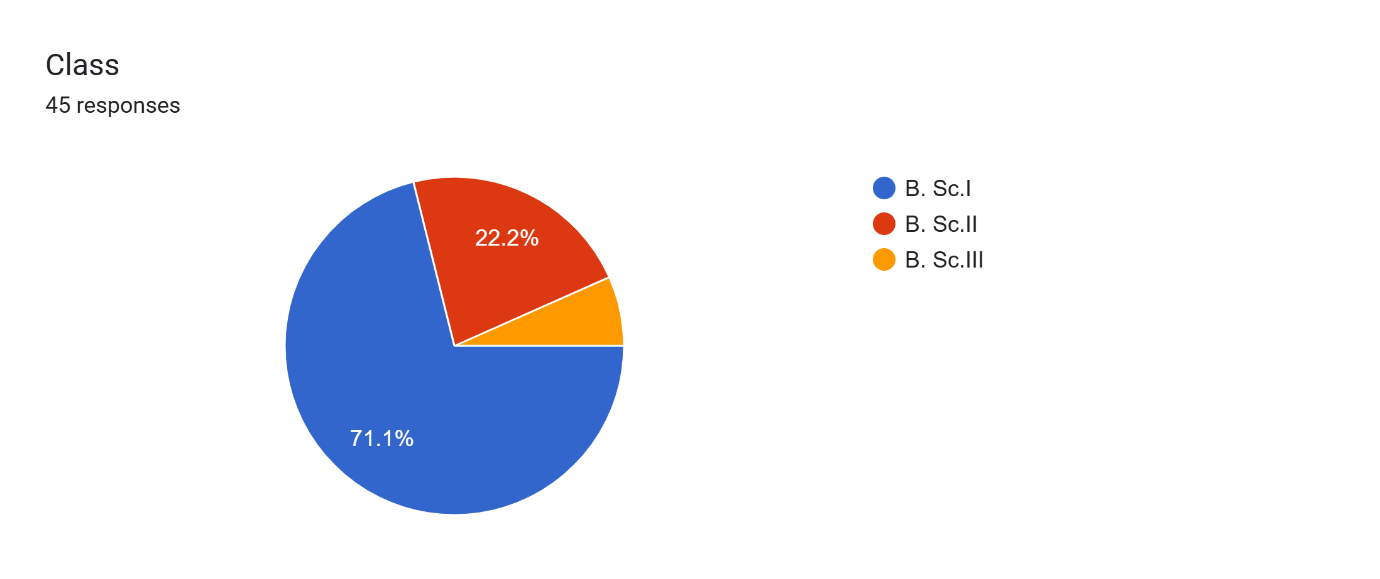 Class
45 responses
B. Sc.I
B. Sc.II
B. Sc.III
22.2%
71.1%